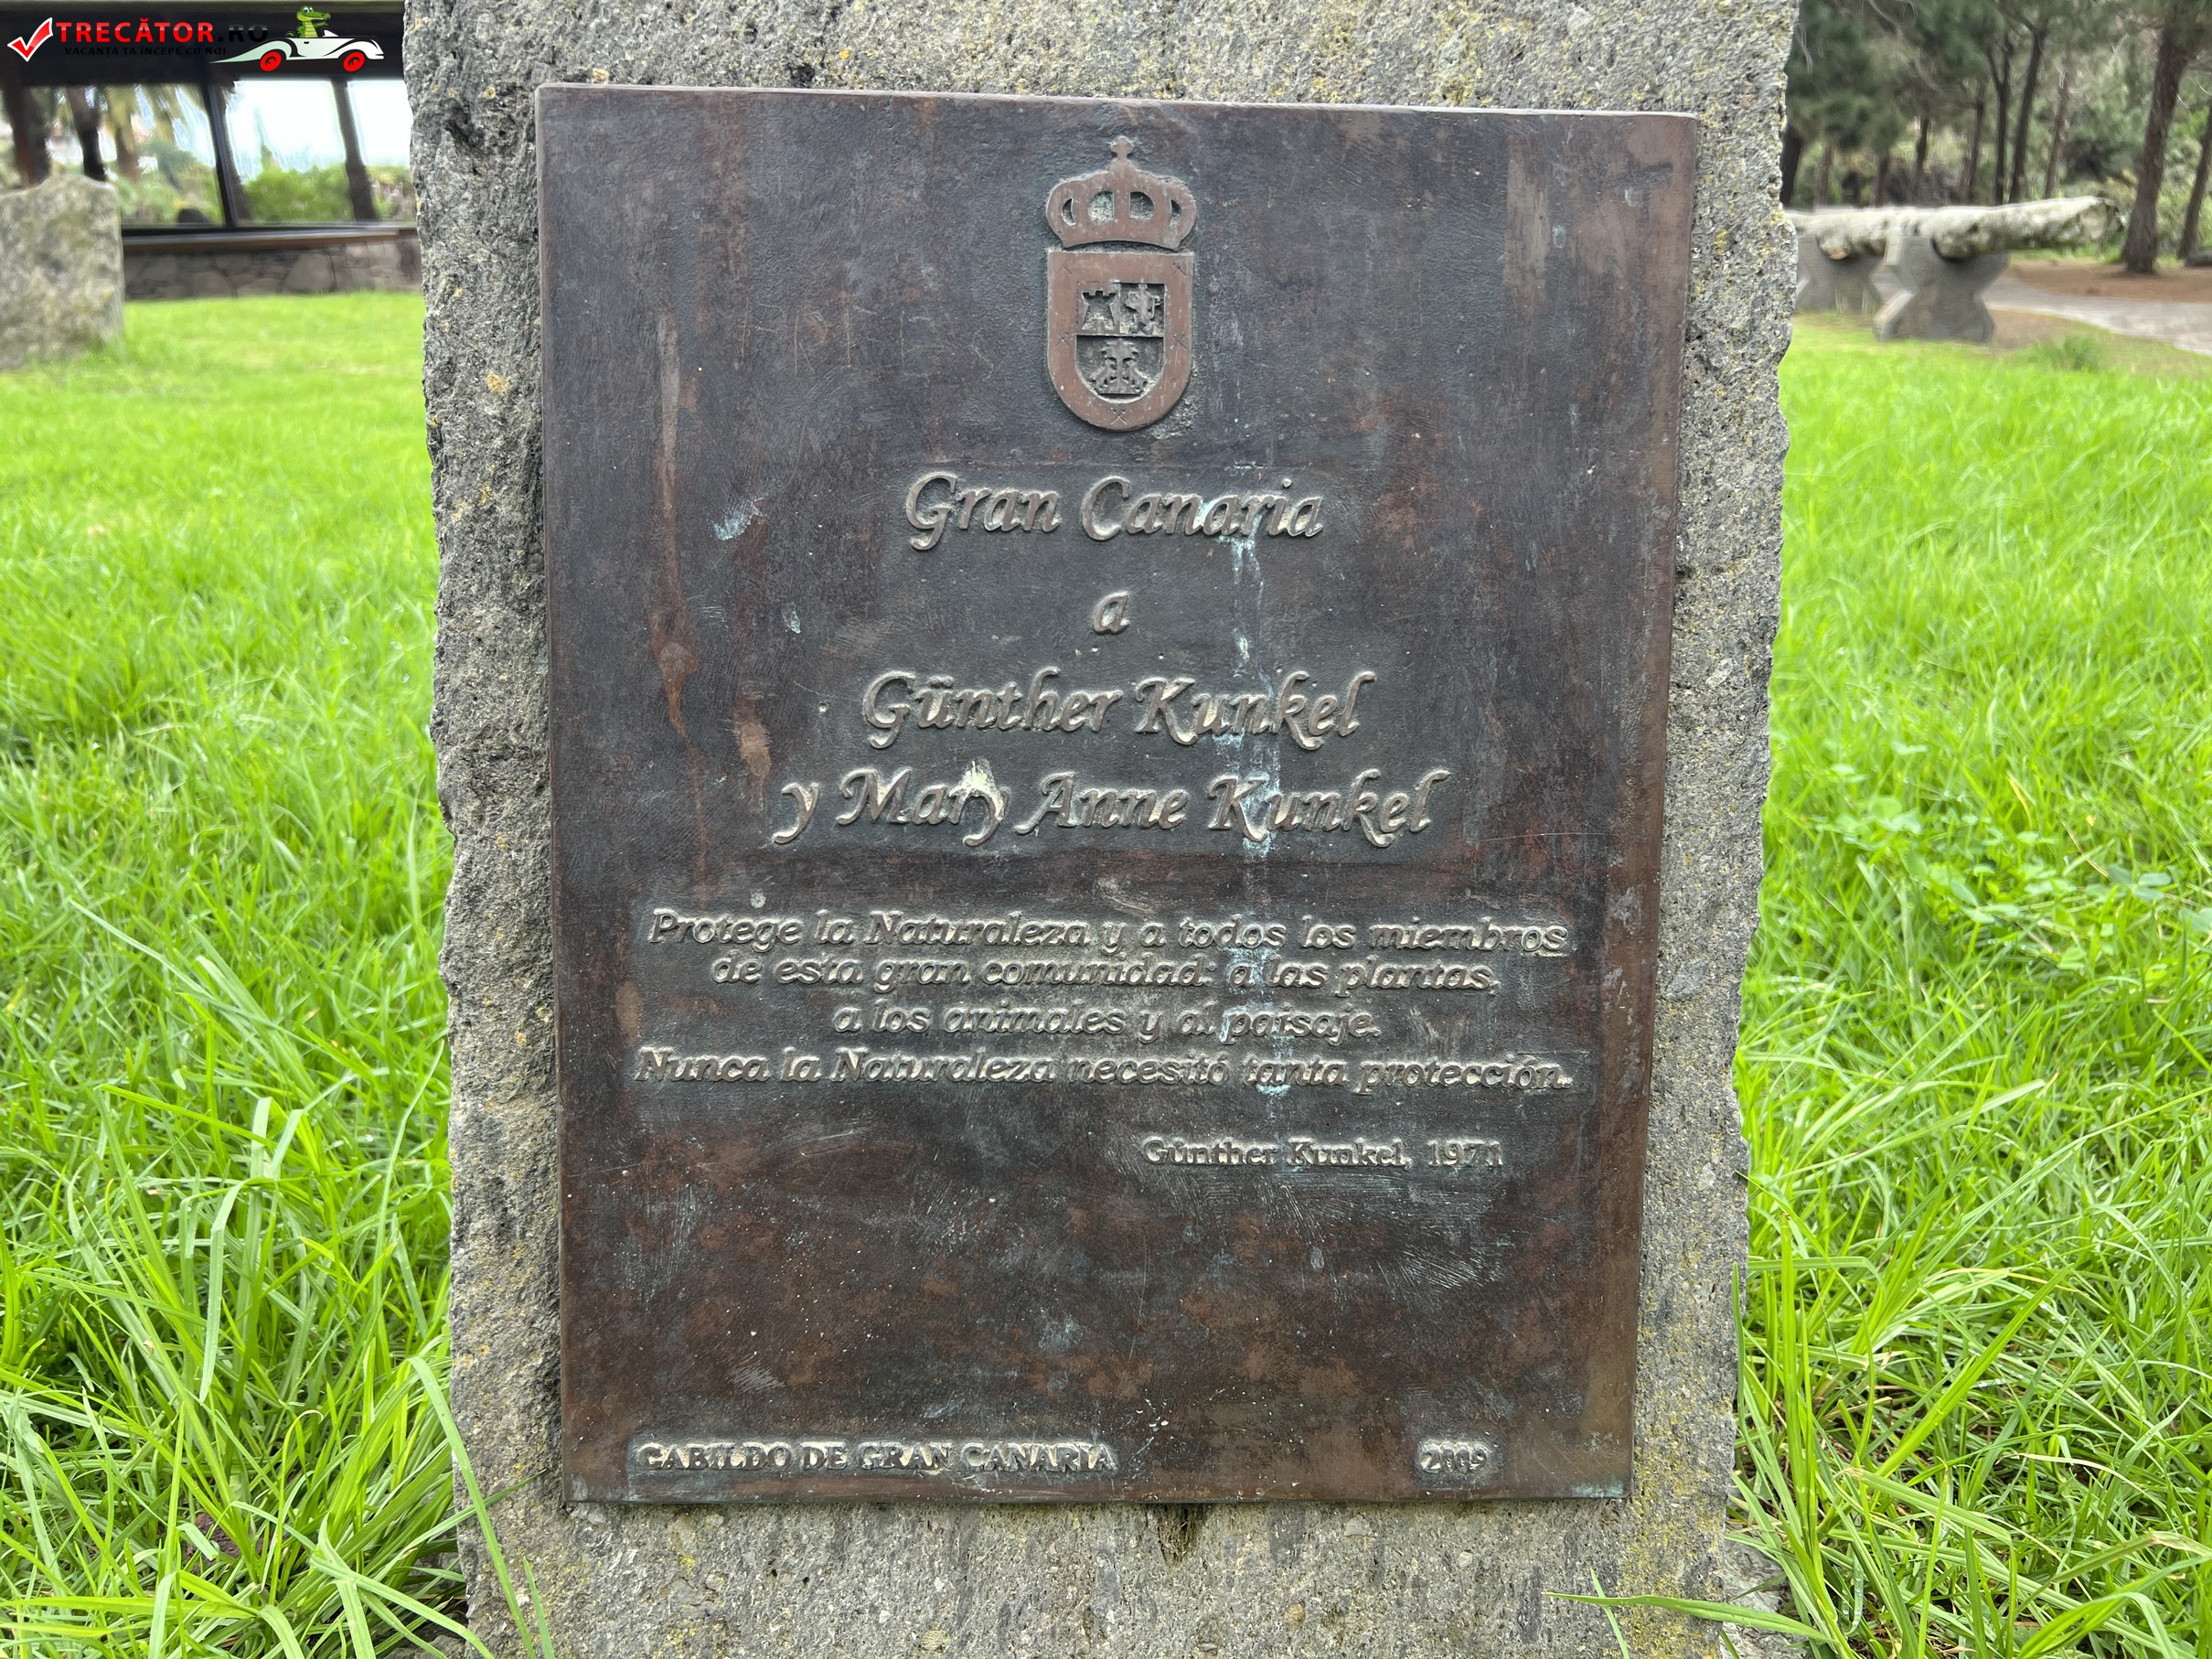 TRECĂTOR.RO
VACANȚA TA ÎNCEPE CU NOI
Gran Canaria
a
Günther Kunkel
y Mary Anne Kunkel
Protege la Naturaleza y a todos los miembros
de esta gran comunidad: a las plantas,
a los animales y al paisaje.
Nunca la Naturaleza necesitó tanta protección.
Günther Kunkel, 1971
CABILDO DE GRAN CANARIA 2009